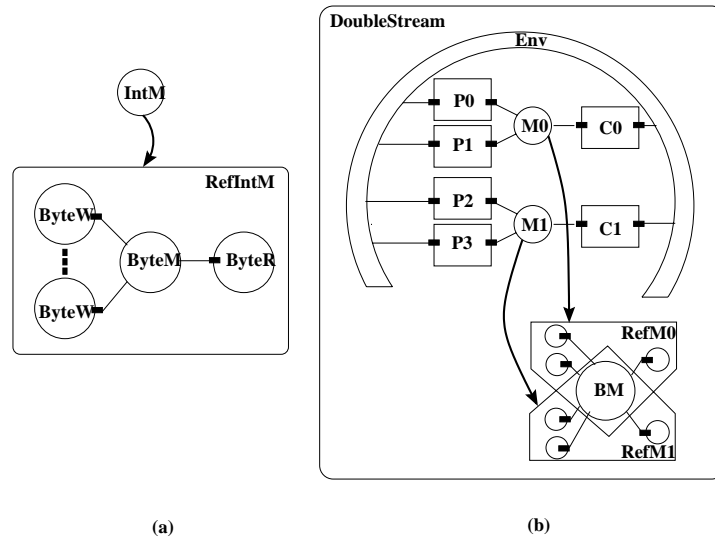 IntM
RefIntM
ByteW
ByteM
ByteR
ByteW
(a)
DoubleStream
Env
P0
P1
M0
C0
P2
P3
M1
C1
RefM0
BM
RefM1
(b)